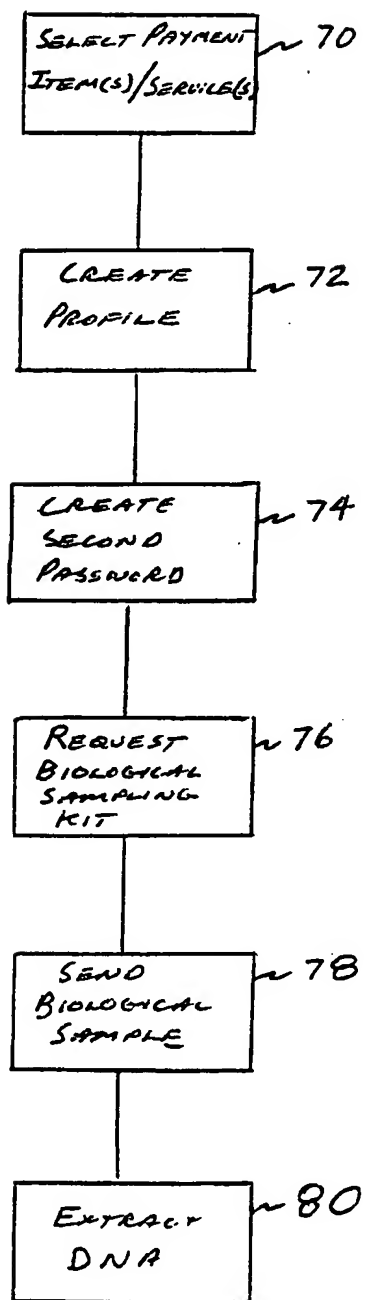 SELECT PAYMENT
ITEM(S)/SERVICE(S)
70
CREATE
PROFILE
72
CREATE
SECOND
PASSWORD
74
REQUEST
BIOLOGICAL
SAMPLING
KIT
76
SEND
BIOLOGICAL
SAMPLE
78
EXTRACT
DNA
80